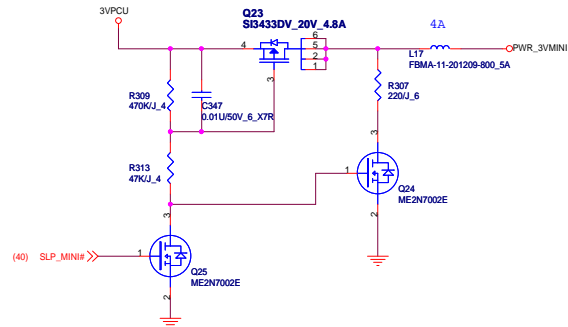 3VPCU
Q23
SI3433DV_20V_4.8A
4A
4
6
5
2
1
3
L17
FBMA-11-201209-800_5A
PWR_3VMINI
R309
470K/J_4
C347
0.01U/50V_6_X7R
R307
220/J_6
R313
47K/J_4
3
1
Q24
ME2N7002E
2
3
(40) SLP_MINI#
1
Q25
ME2N7002E
2